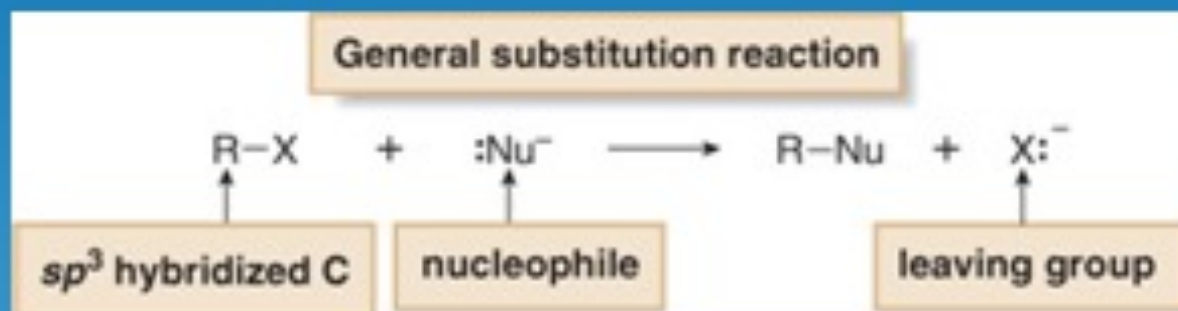 General substitution reaction
R–X + :Nu⁻ ⟶ R–Nu + X:⁻
sp³ hybridized C nucleophile leaving group